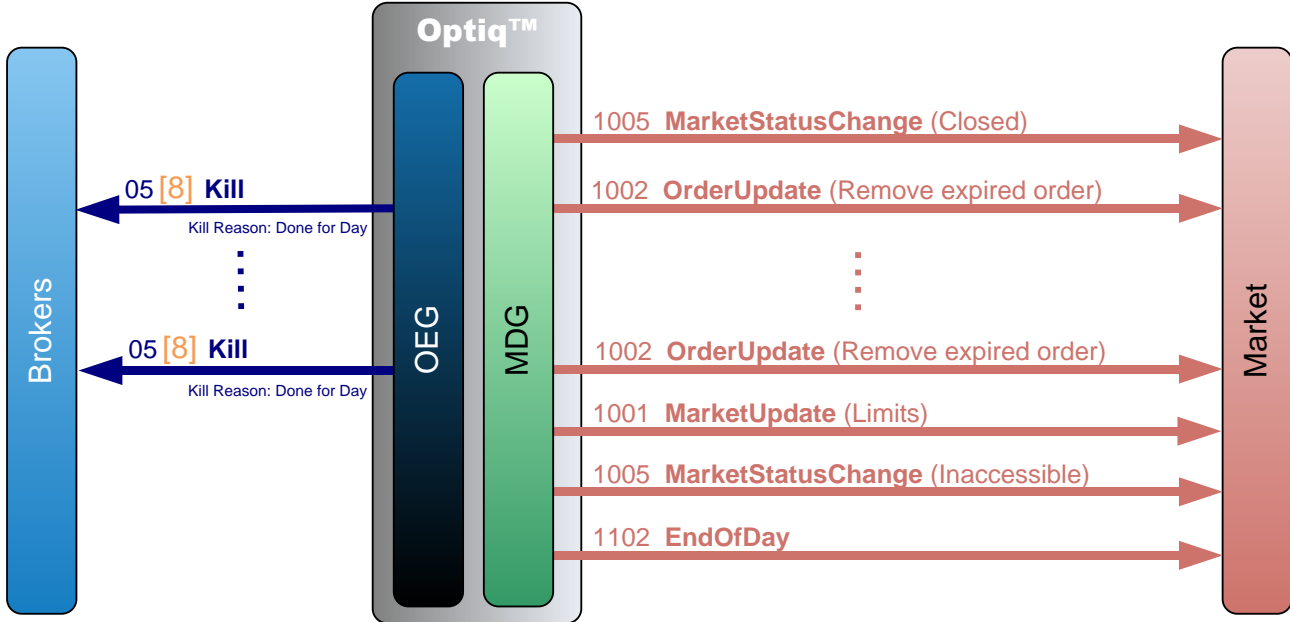 Optiq™
1005 MarketStatusChange (Closed)
05 [8] Kill
1002 OrderUpdate (Remove expired order)
Kill Reason: Done for Day
Brokers
OEG
MDG
Market
05 [8] Kill
1002 OrderUpdate (Remove expired order)
Kill Reason: Done for Day
1001 MarketUpdate (Limits)
1005 MarketStatusChange (Inaccessible)
1102 EndOfDay